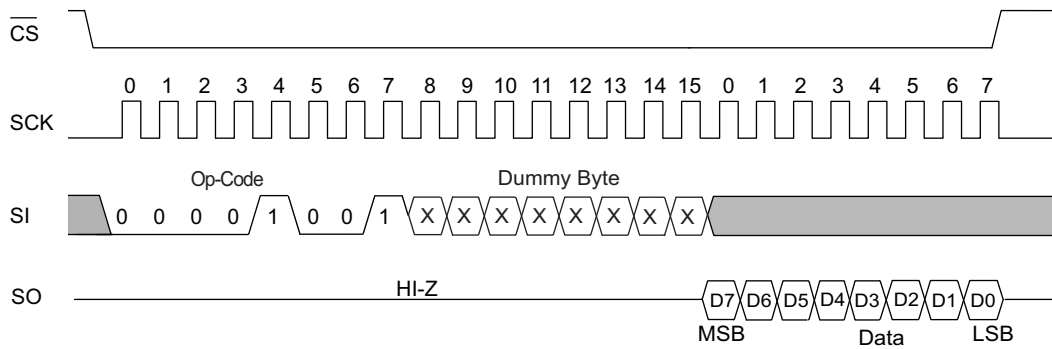 CS
0 1 2 3 4 5 6 7 8 9 10 11 12 13 14 15 0 1 2 3 4 5 6 7
SCK
Op-Code Dummy Byte
SI 0 0 0 0 1 0 0 1 X X X X X X X X
HI-Z
SO D7 D6 D5 D4 D3 D2 D1 D0
MSB Data LSB